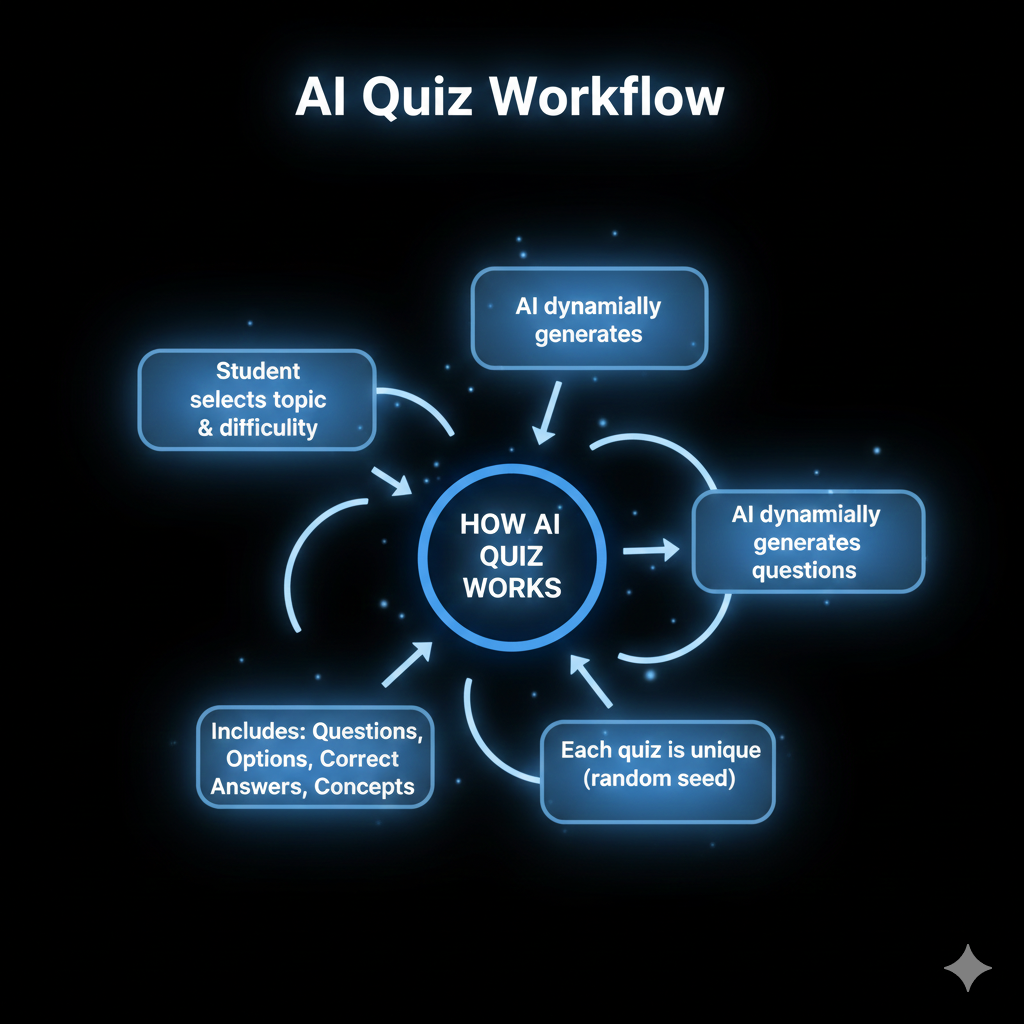 AI Quiz Workflow
AI dynamially
generates
Student
selects topic
& difficulity
AI dynamially
generates
questions
HOW AI
QUIZ
WORKS
Includes: Questions,
Options, Correct
Answers, Concepts
Each quiz is unique
(random seed)